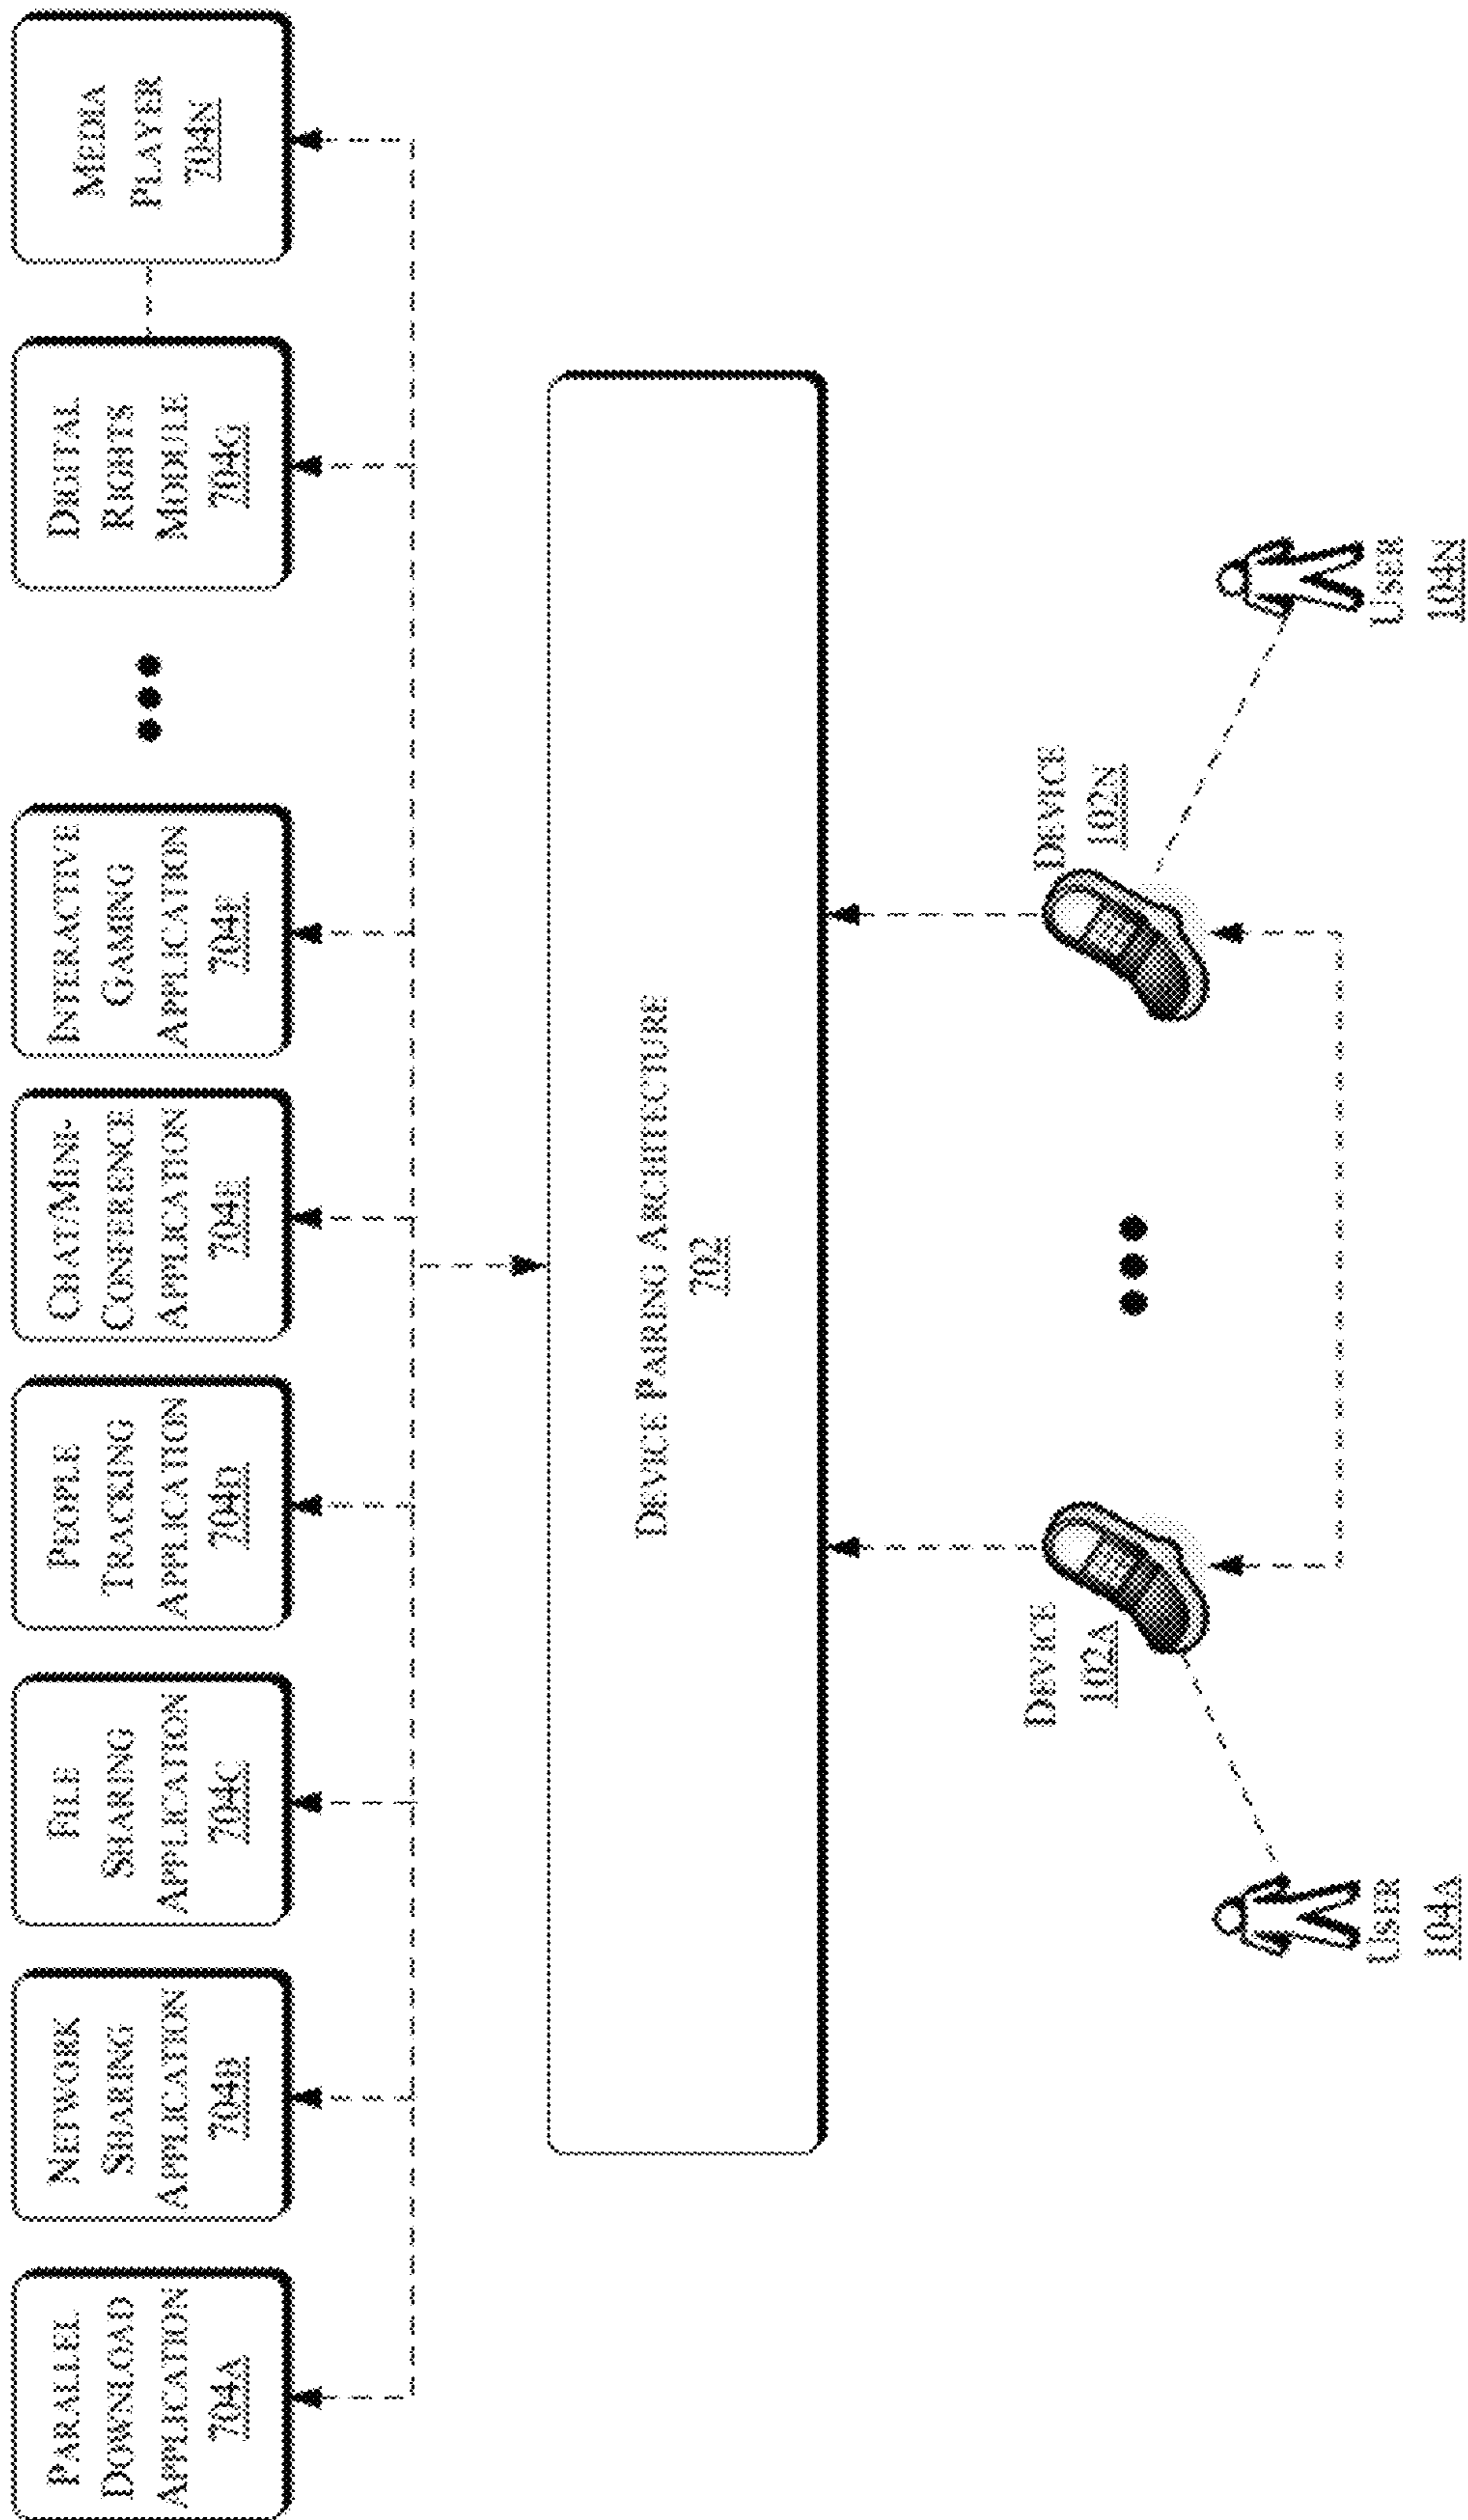 PARALLEL
DOWNLOAD
APPLICATION
704A
NETWORK
SHARING
APPLICATION
704B
FILE
SHARING
APPLICATION
704C
PEOPLE
TRACKING
APPLICATION
704D
CHAT/MINI-
CONFERENCE
APPLICATION
704E
INTERACTIVE
GAMING
APPLICATION
704F
DIGITAL
RIGHTS
MODULE
704G
MEDIA
PLAYER
704N
DEVICE PAIRING ARCHITECTURE
702
DEVICE
102A
DEVICE
102N
USER
104A
USER
104N